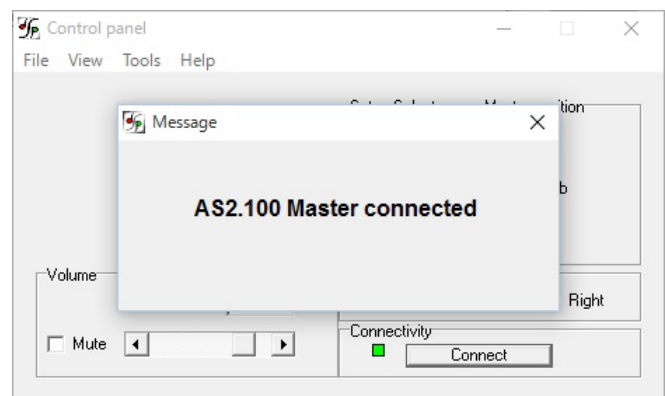 Control panel
File View Tools Help
Message
AS2.100 Master connected
Volume
Right
Mute
Connectivity
Connect